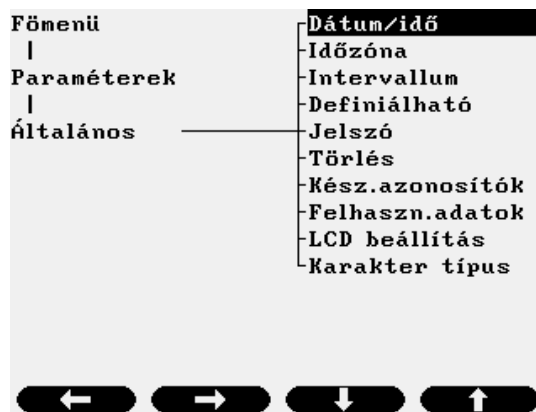 Fömenü
Paraméterek
Általános
Dátum/idő
Időzóna
Intervallum
Definiálható
Jelszó
Törlés
Kész.azonosítók
Felhaszn.adatok
LCD beállítás
Karakter típus